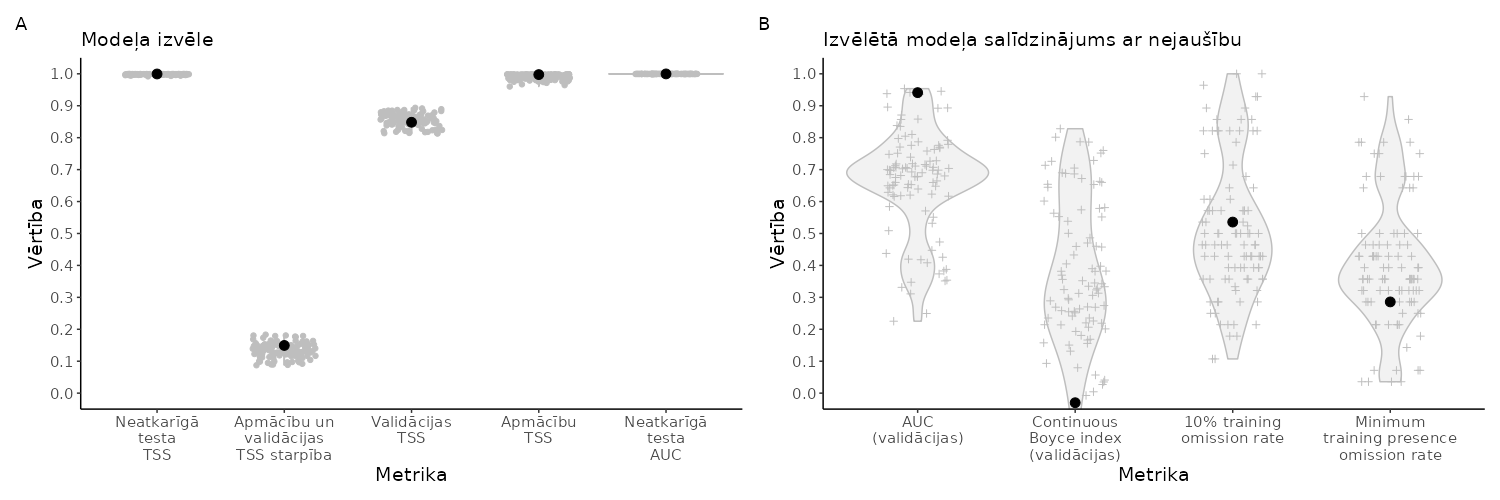 A
Modeļa izvēle
Vērtība
1.0
0.9
0.8
0.7
0.6
0.5
0.4
0.3
0.2
0.1
0.0
Neatkarīgā
testa
TSS
Apmācību un
validācijas
TSS starpība
Validācijas
TSS
Apmācību
TSS
Neatkarīgā
testa
AUC
Metrika
B
Izvēlētā modeļa salīdzinājums ar nejaušību
Vērtība
1.0
0.9
0.8
0.7
0.6
0.5
0.4
0.3
0.2
0.1
0.0
AUC
(validācijas)
Continuous
Boyce index
(validācijas)
10% training
omission rate
Minimum
training presence
omission rate
Metrika